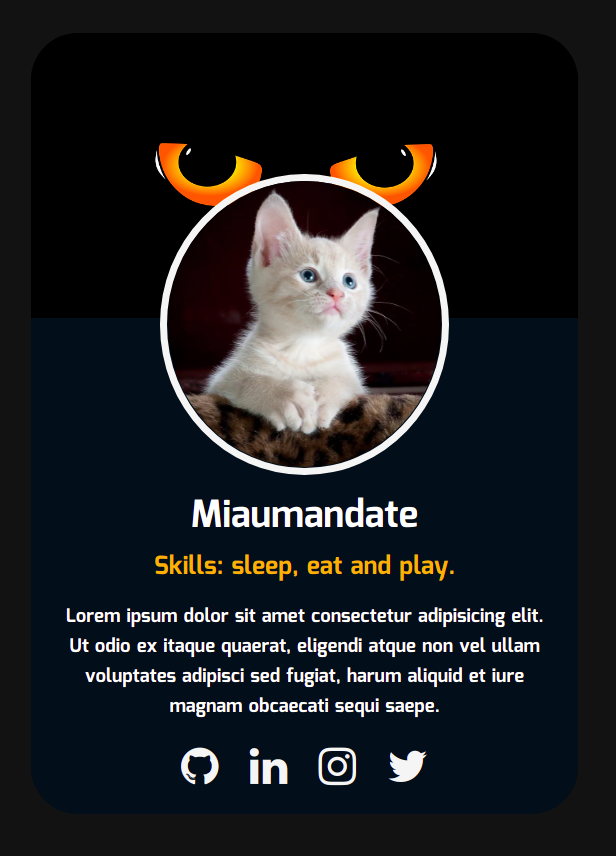 Miaumandate
Skills: sleep, eat and play.
Lorem ipsum dolor sit amet consectetur adipisicing elit.
Ut odio ex itaque quaerat, eligendi atque non vel ullam
voluptates adipisci sed fugiat, harum aliquid et iure
magnam obcaecati sequi saepe.
in